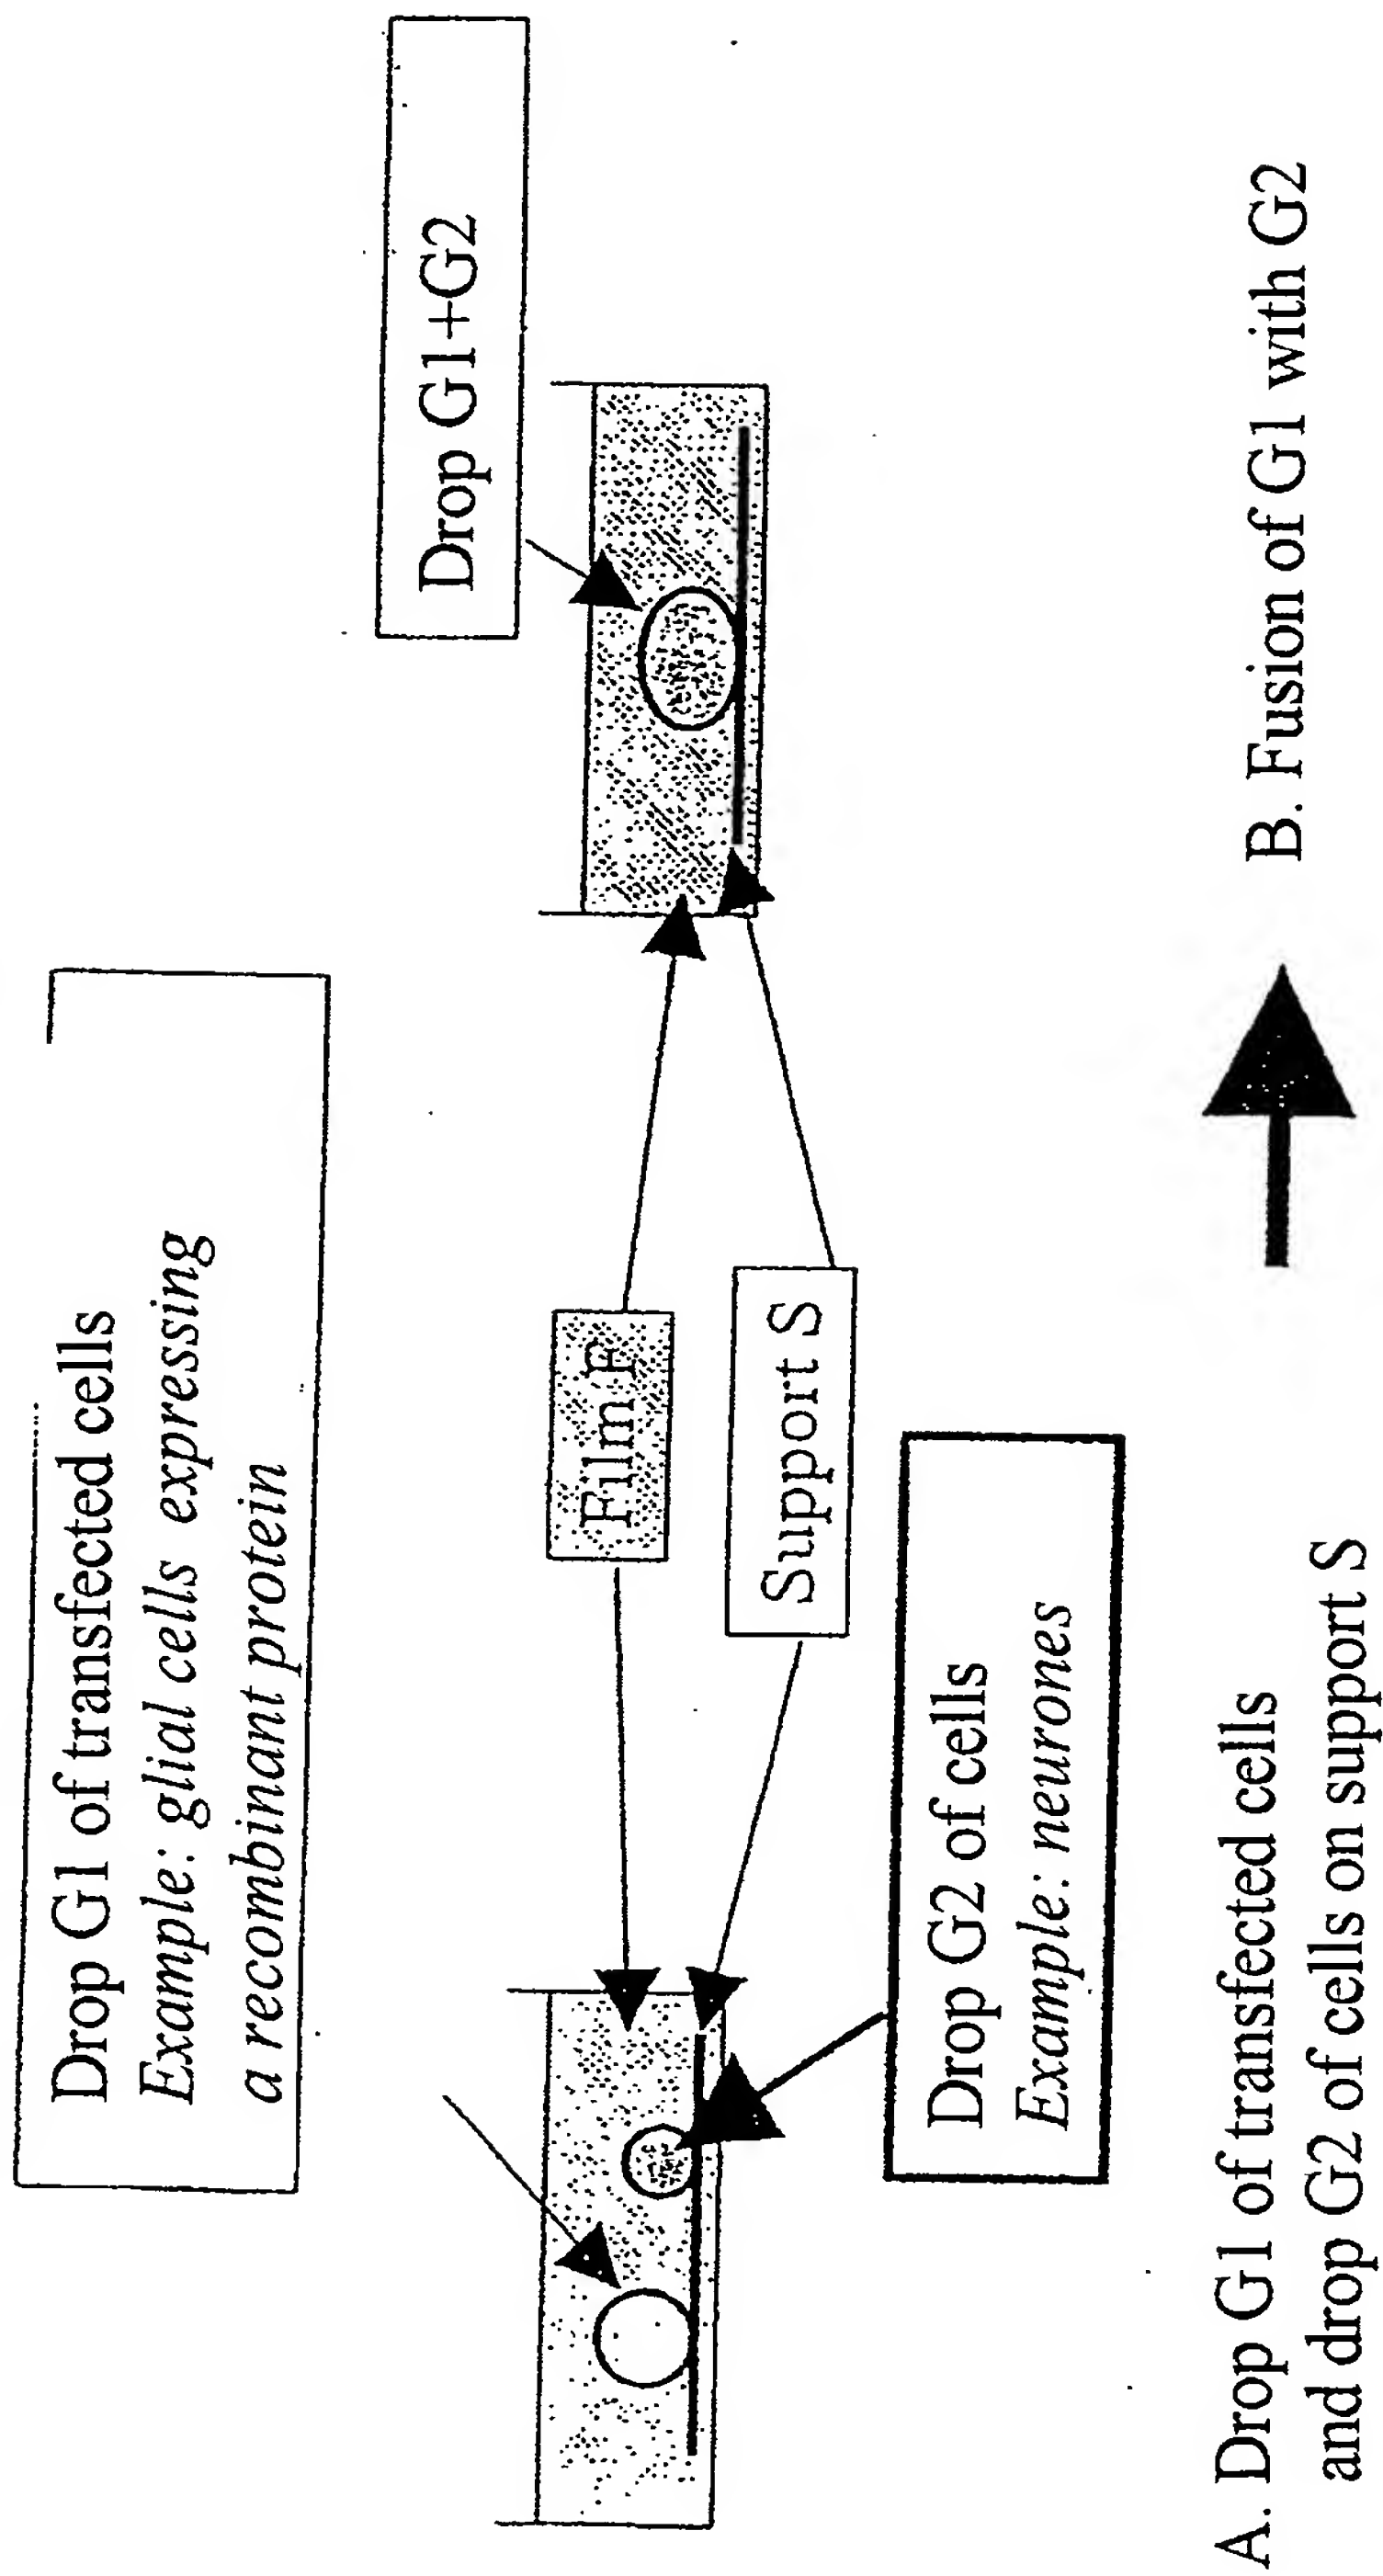 Drop G1 of transfected cells
Example: glial cells expressing
a recombinant protein
Drop G1+G2
Film F
Support S
Drop G2 of cells
Example: neurones
A. Drop G1 of transfected cells
and drop G2 of cells on support S
B. Fusion of G1 with G2